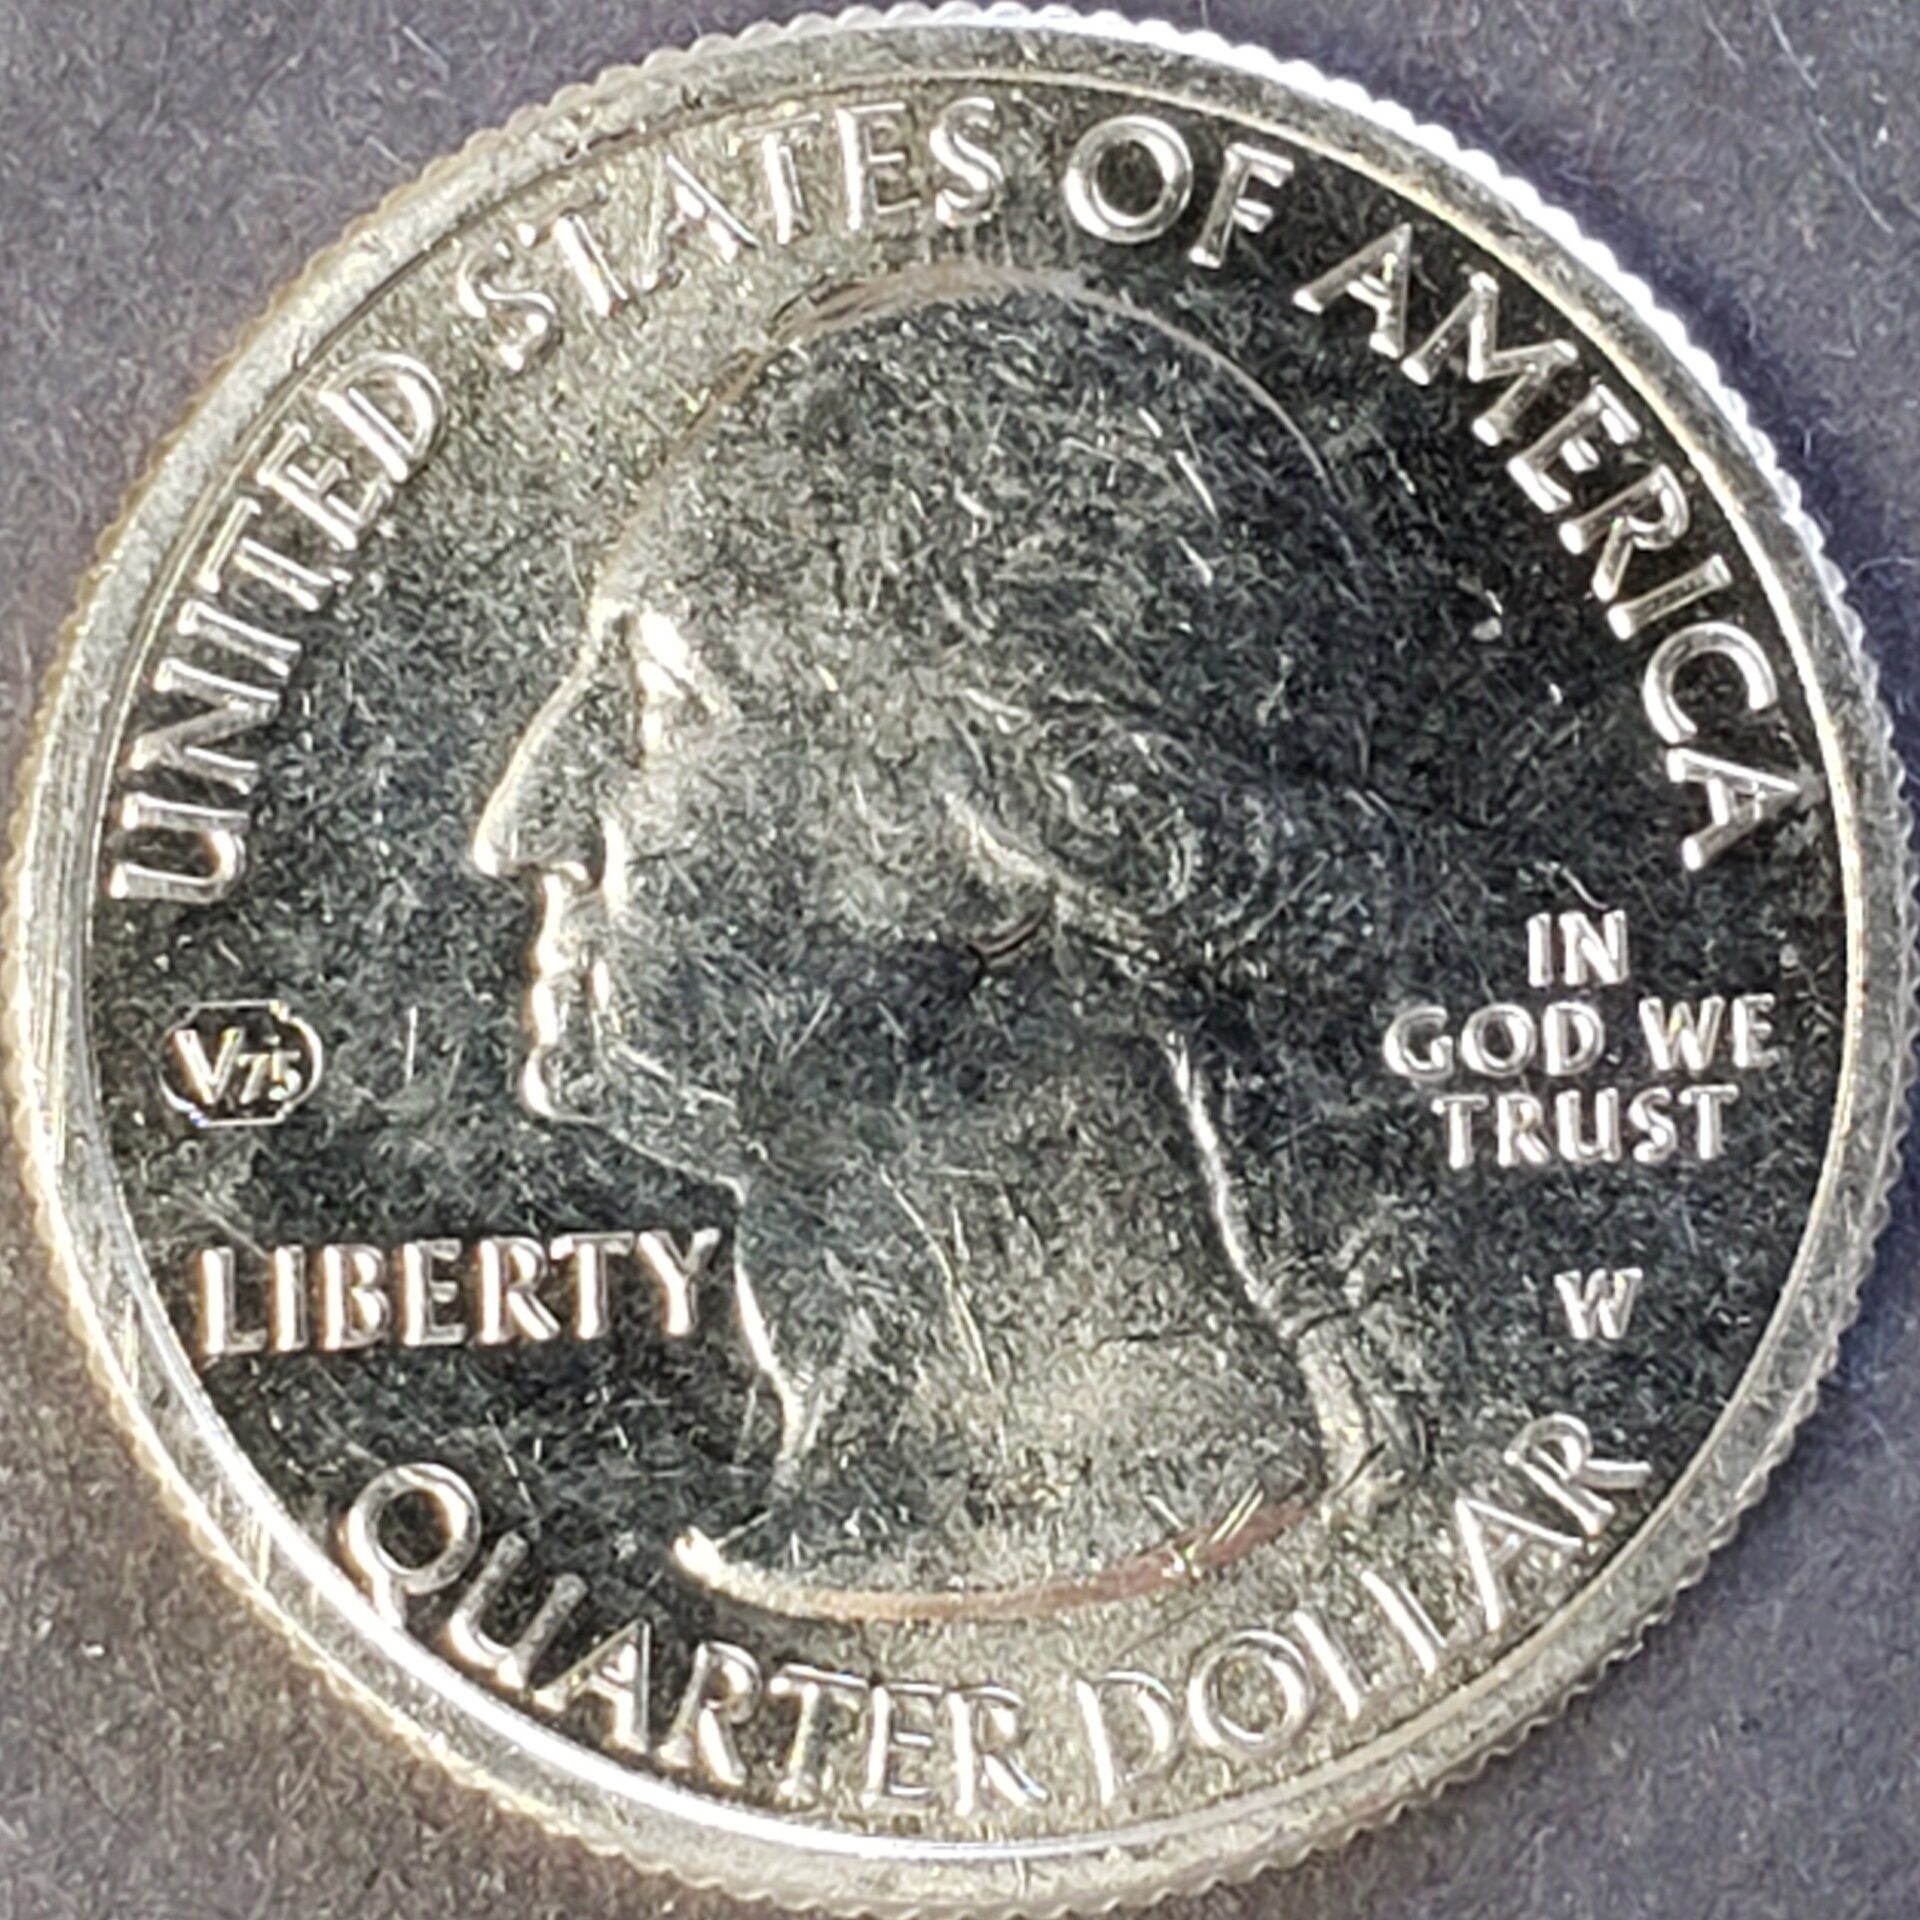 UNITED STATES OF AMERICA
V75
LIBERTY
IN
GOD WE
TRUST
W
QUARTER DOLLAR